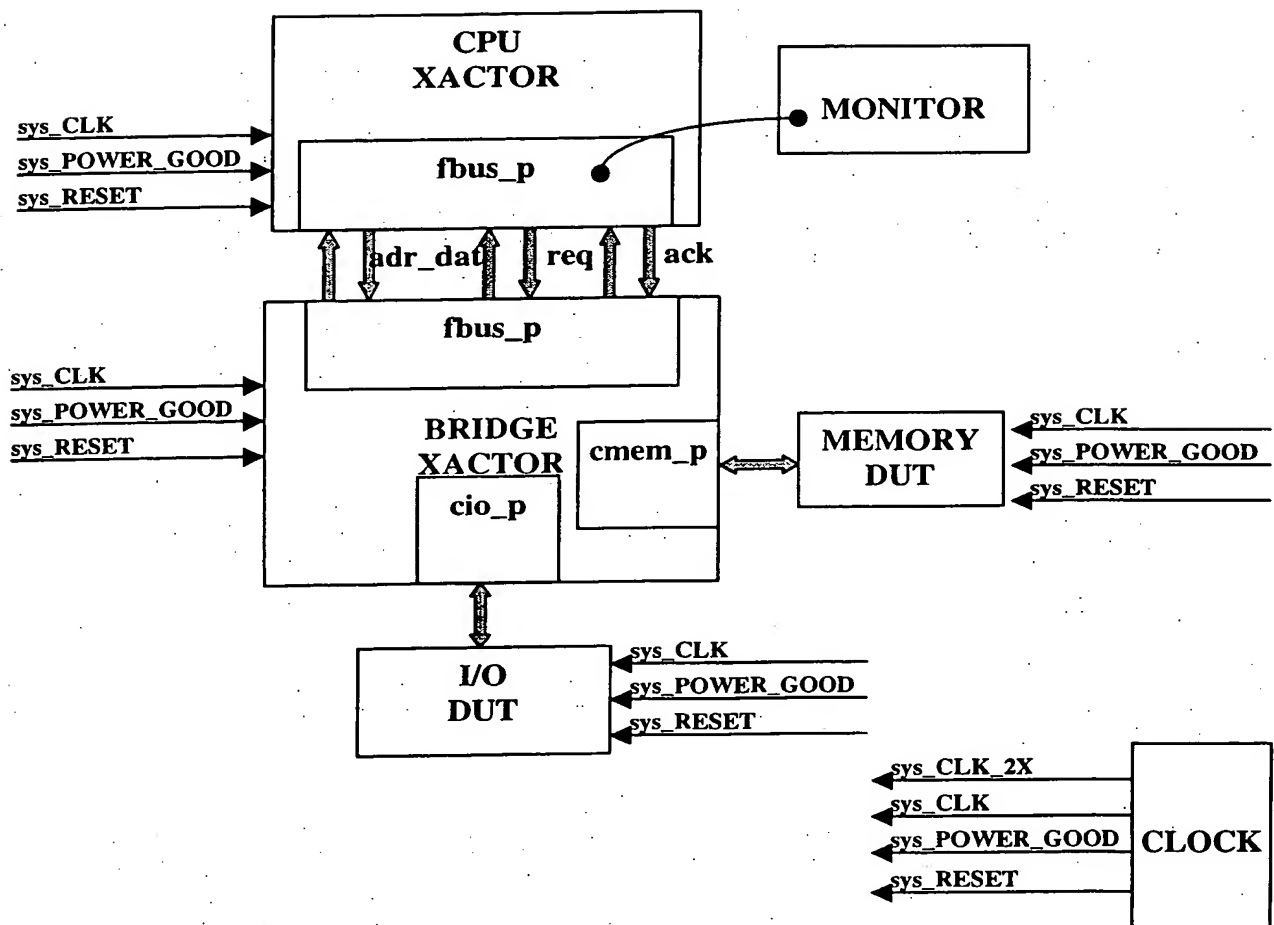 CPU
XACTOR
MONITOR
sys_CLK
sys_POWER_GOOD
sys_RESET
fbus_p
adr_dat
req
ack
fbus_p
sys_CLK
sys_POWER_GOOD
sys_RESET
BRIDGE
XACTOR
cmem_p
cio_p
MEMORY
DUT
sys_CLK
sys_POWER_GOOD
sys_RESET
I/O
DUT
sys_CLK
sys_POWER_GOOD
sys_RESET
sys_CLK_2X
sys_CLK
sys_POWER_GOOD
sys_RESET
CLOCK